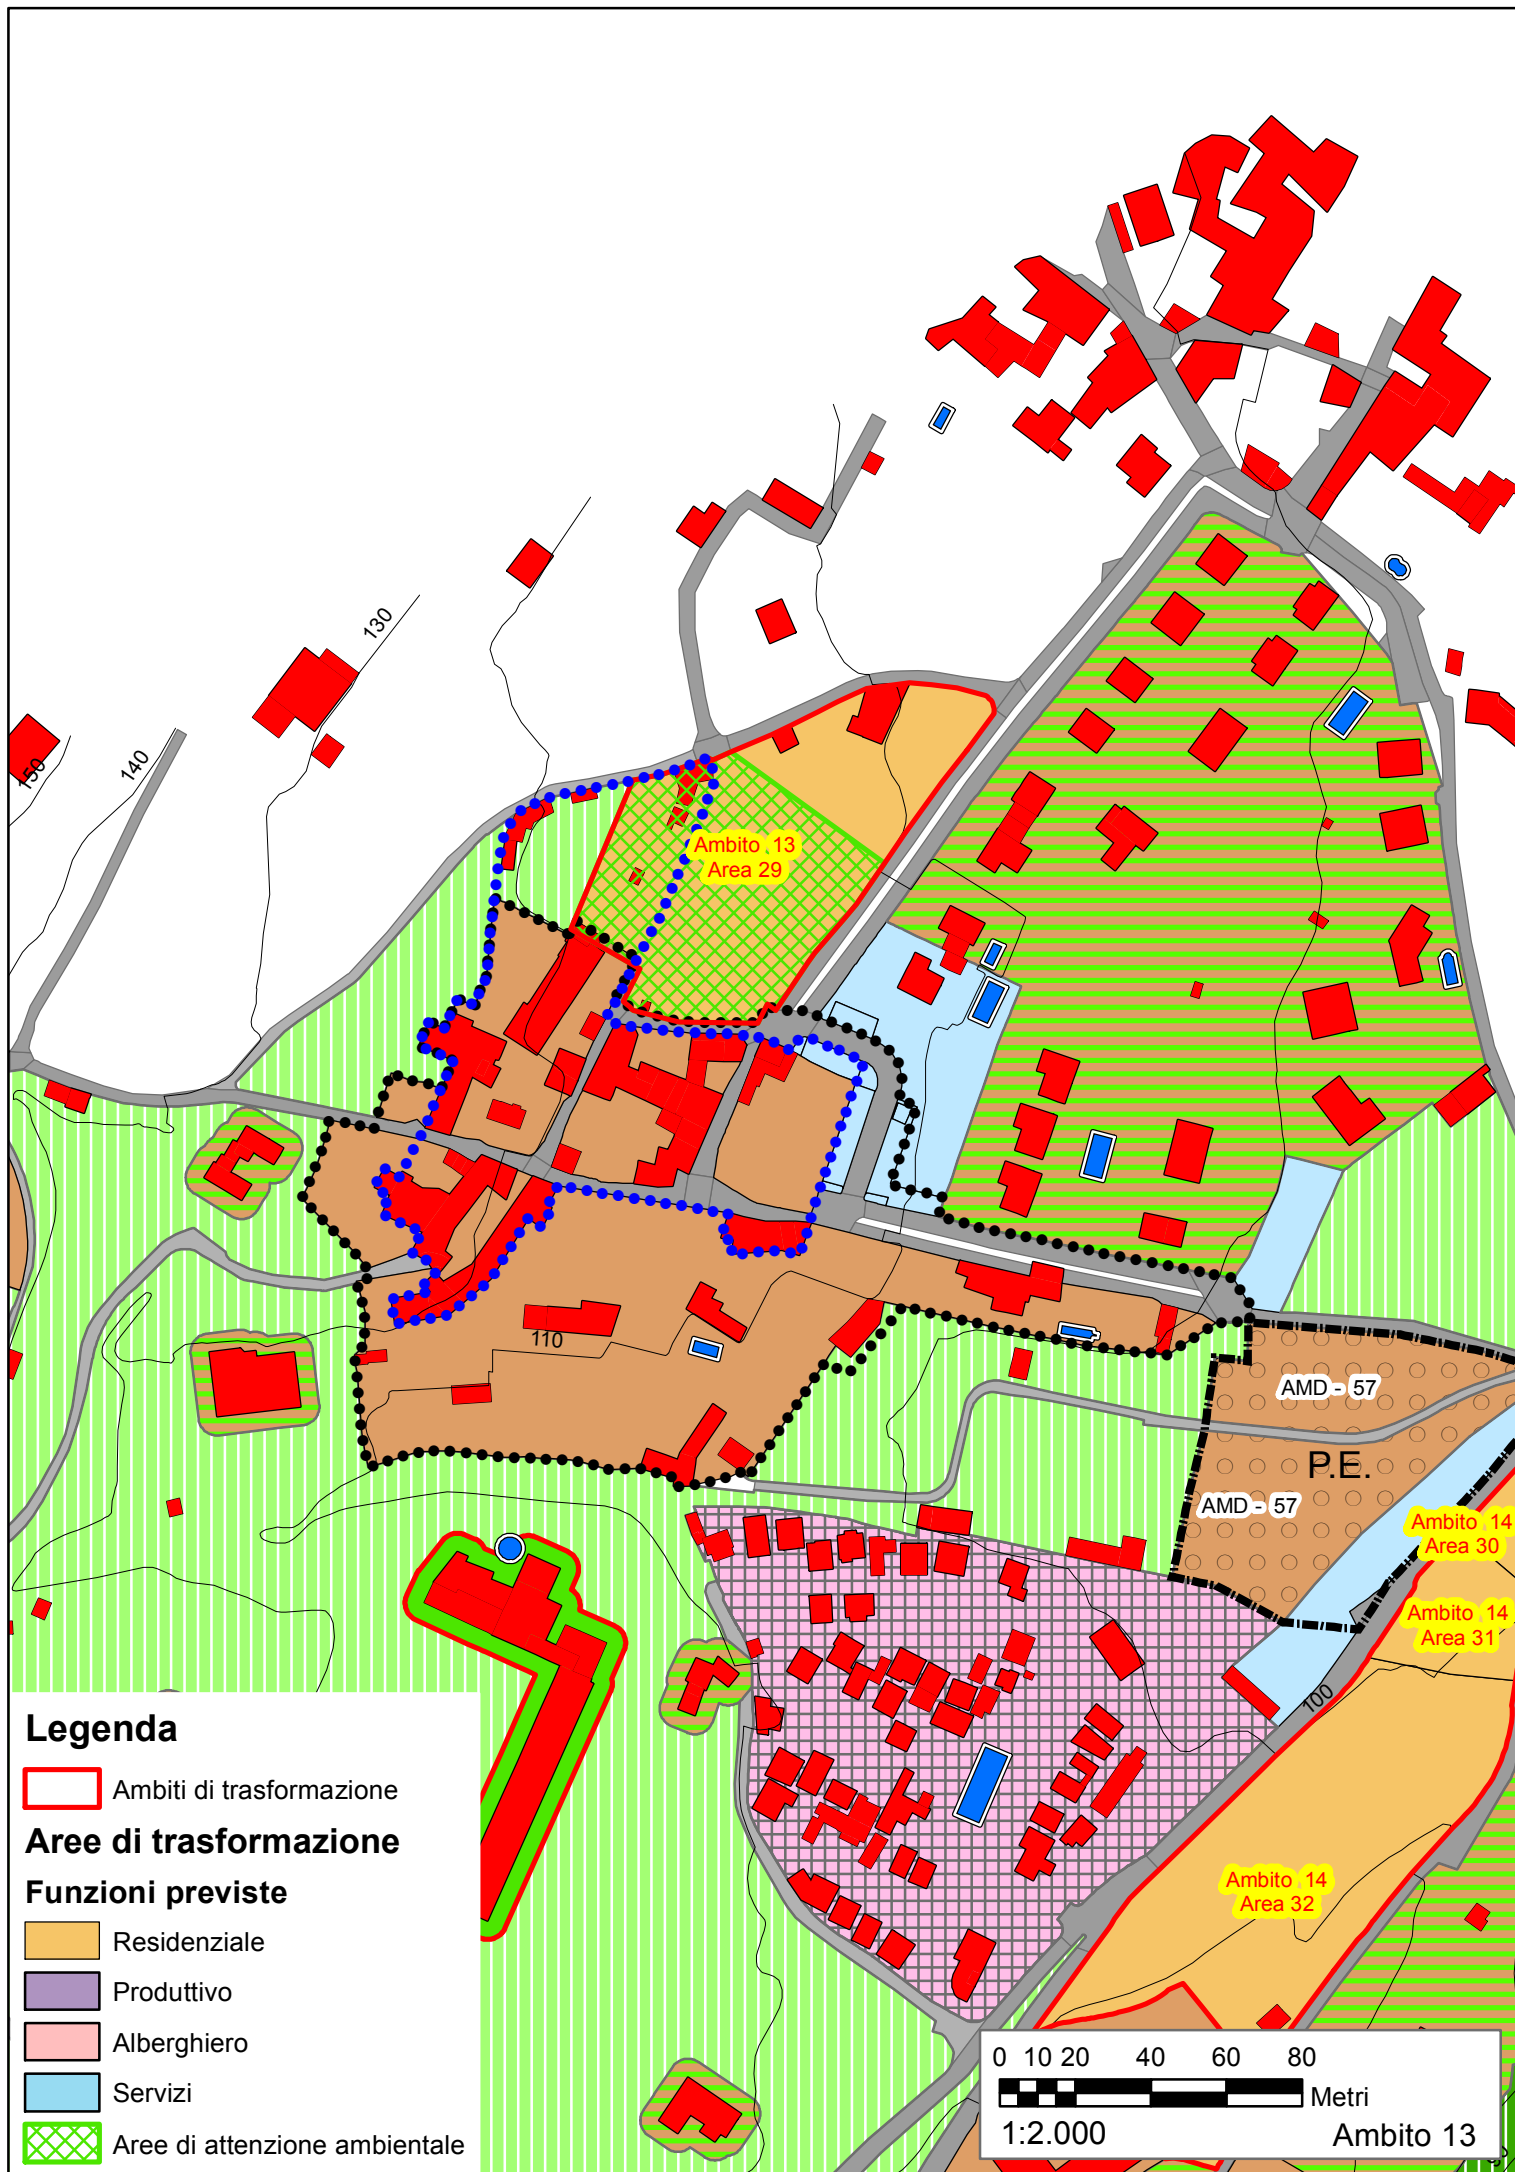 130
140
150
Ambito 13
Area 29
110
AMD - 57
P.E.
AMD - 57
Ambito 14
Area 30
Ambito 14
Area 31
100
Ambito 14
Area 32
Legenda
Ambiti di trasformazione
Aree di trasformazione
Funzioni previste
Residenziale
Produttivo
Alberghiero
Servizi
Aree di attenzione ambientale
0 10 20 40 60 80
Metri
1:2.000 Ambito 13